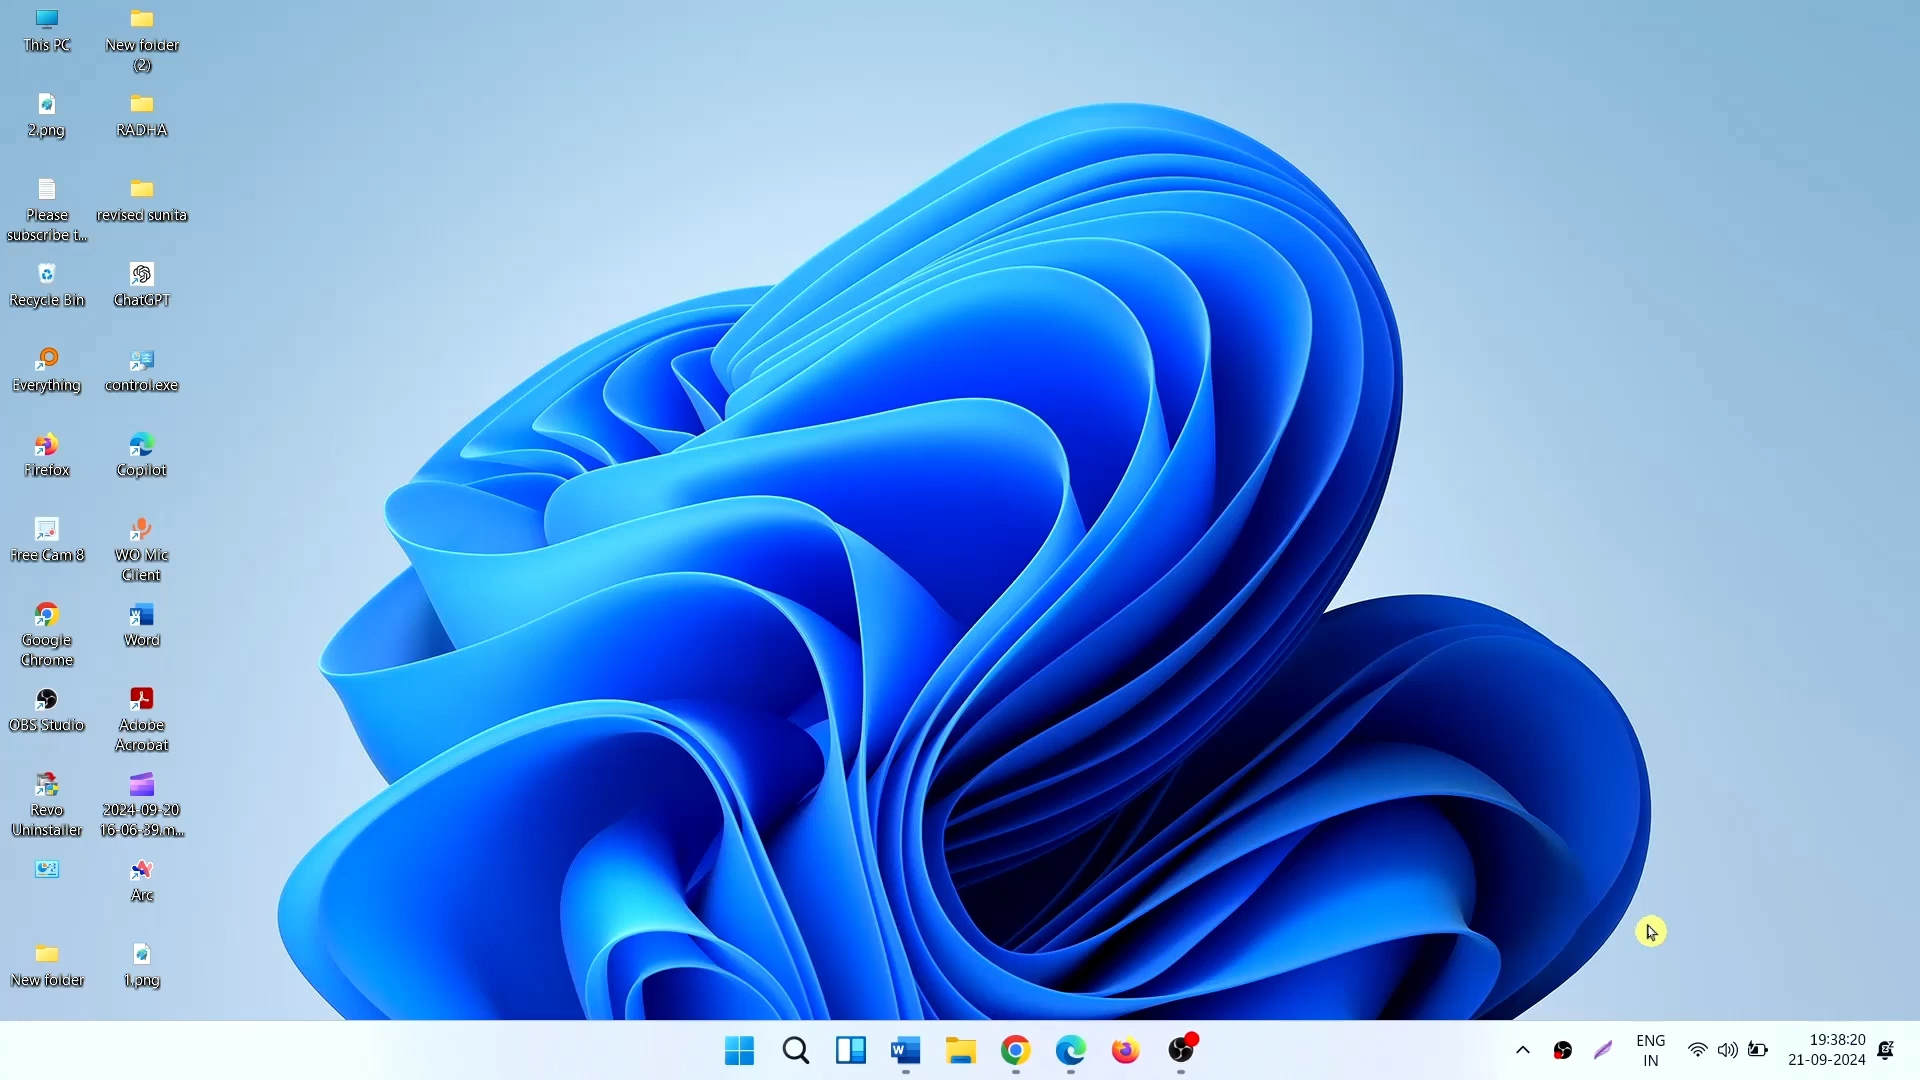 This PC
New folder
(2)
2.png
RADHA
Please
subscribe t...
revised sunita
Recycle Bin
ChatGPT
Everything
control.exe
Firefox
Copilot
Free Cam 8
WO Mic
Client
Google
Chrome
Word
OBS Studio
Adobe
Acrobat
Revo
Uninstaller
2024-09-20
16-06-39.m...
Arc
New folder
1.png
ENG
IN
19:38:20
21-09-2024